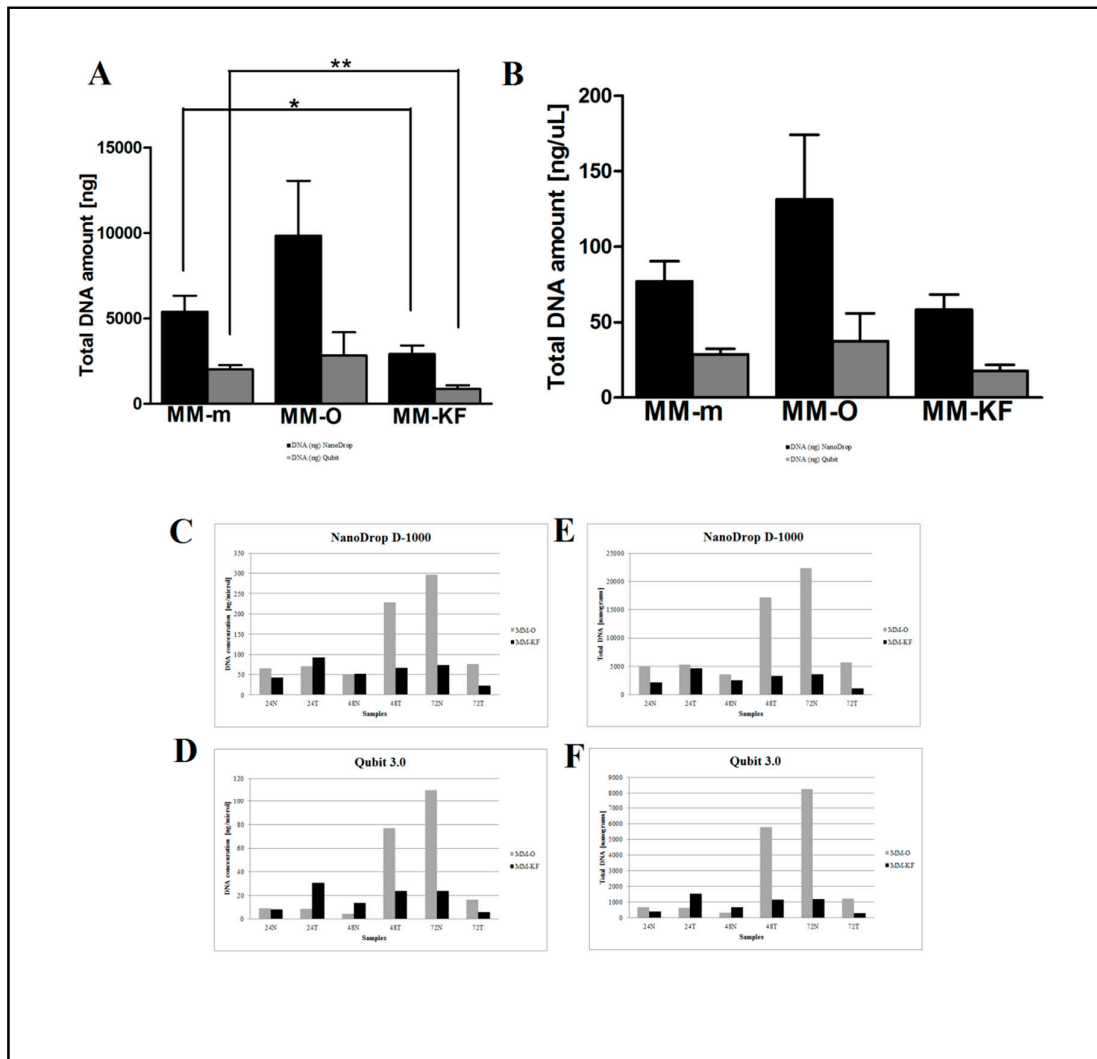 A
B
**
*
Total DNA amount [ng]
15000
10000
5000
0
MM-m MM-O MM-KF
DNA (ng) NanoDrop
DNA (ng) Qubit
Total DNA amount [ng/uL]
200
150
100
50
0
MM-m MM-O MM-KF
DNA (ng) NanoDrop
DNA (ng) Qubit
C
NanoDrop D-1000
DNA concenration [ng/microl]
350
300
250
200
150
100
50
0
24N 24T 48N 48T 72N 72T
Samples
MM-O
MM-KF
E
NanoDrop D-1000
Total DNA [nanograms]
25000
20000
15000
10000
5000
0
24N 24T 48N 48T 72N 72T
Samples
MM-O
MM-KF
D
Qubit 3.0
DNA concenration [ng/microl]
120
100
80
60
40
20
0
24N 24T 48N 48T 72N 72T
Samples
MM-O
MM-KF
F
Qubit 3.0
Total DNA [nanograms]
9000
8000
7000
6000
5000
4000
3000
2000
1000
0
24N 24T 48N 48T 72N 72T
Samples
MM-O
MM-KF